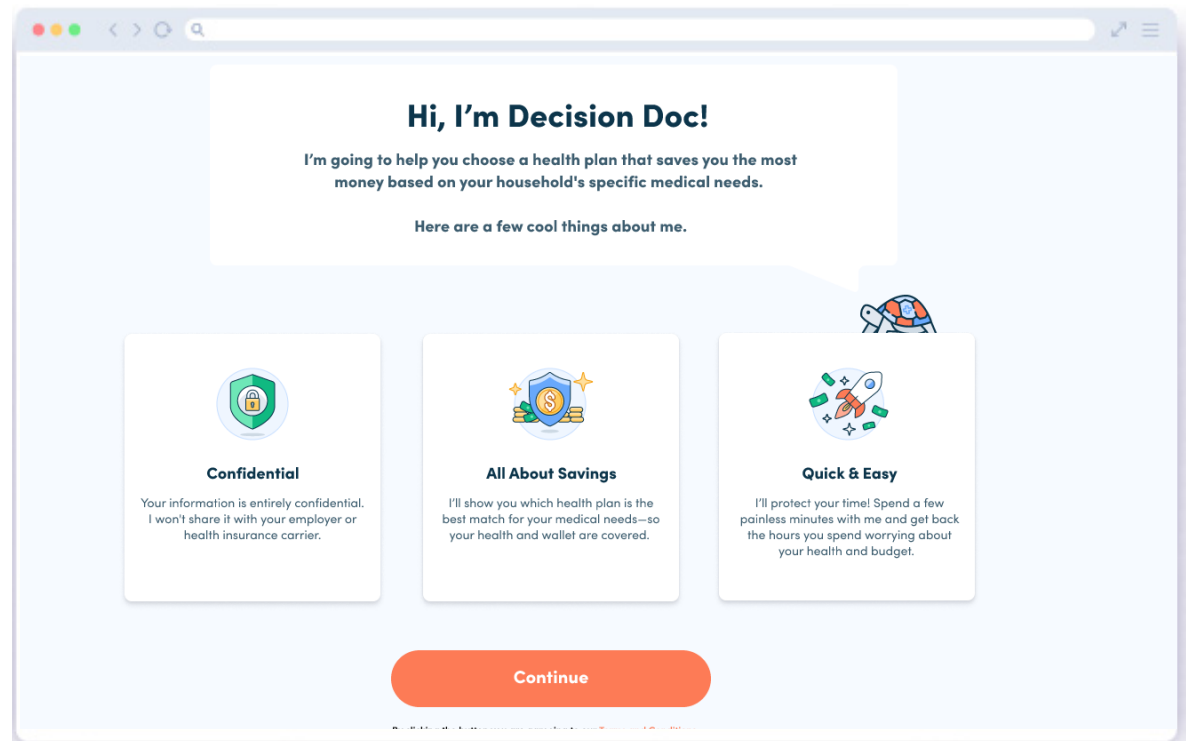 Hi, I'm Decision Doc!
I'm going to help you choose a health plan that saves you the most
money based on your household's specific medical needs.
Here are a few cool things about me.
Confidential
Your information is entirely confidential.
I won't share it with your employer or
health insurance carrier.
All About Savings
I'll show you which health plan is the
best match for your medical needs—so
your health and wallet are covered.
Quick & Easy
I'll protect your time! Spend a few
painless minutes with me and get back
the hours you spend worrying about
your health and budget.
Continue